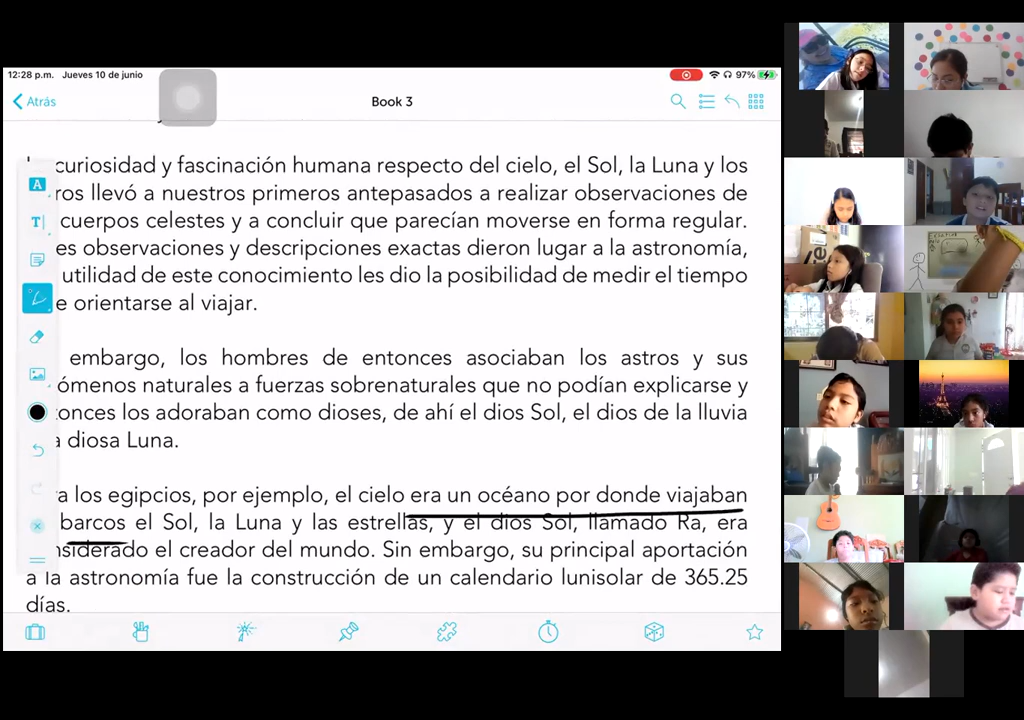 12:28 p.m. Jueves 10 de junio
97%
Atrás
Book 3
curiosidad y fascinación humana respecto del cielo, el Sol, la Luna y los
ros llevó a nuestros primeros antepasados a realizar observaciones de
cuerpos celestes y a concluir que parecían moverse en forma regular.
es observaciones y descripciones exactas dieron lugar a la astronomía,
utilidad de este conocimiento les dio la posibilidad de medir el tiempo
e orientarse al viajar.
embargo, los hombres de entonces asociaban los astros y sus
ómenos naturales a fuerzas sobrenaturales que no podían explicarse y
onces los adoraban como dioses, de ahí el dios Sol, el dios de la lluvia
a diosa Luna.
a los egipcios, por ejemplo, el cielo era un océano por donde viajaban
barcos el Sol, la Luna y las estrellas, y el dios Sol, llamado Ra, era
nsiderado el creador del mundo. Sin embargo, su principal aportación
a la astronomía fue la construcción de un calendario lunisolar de 365.25
días.